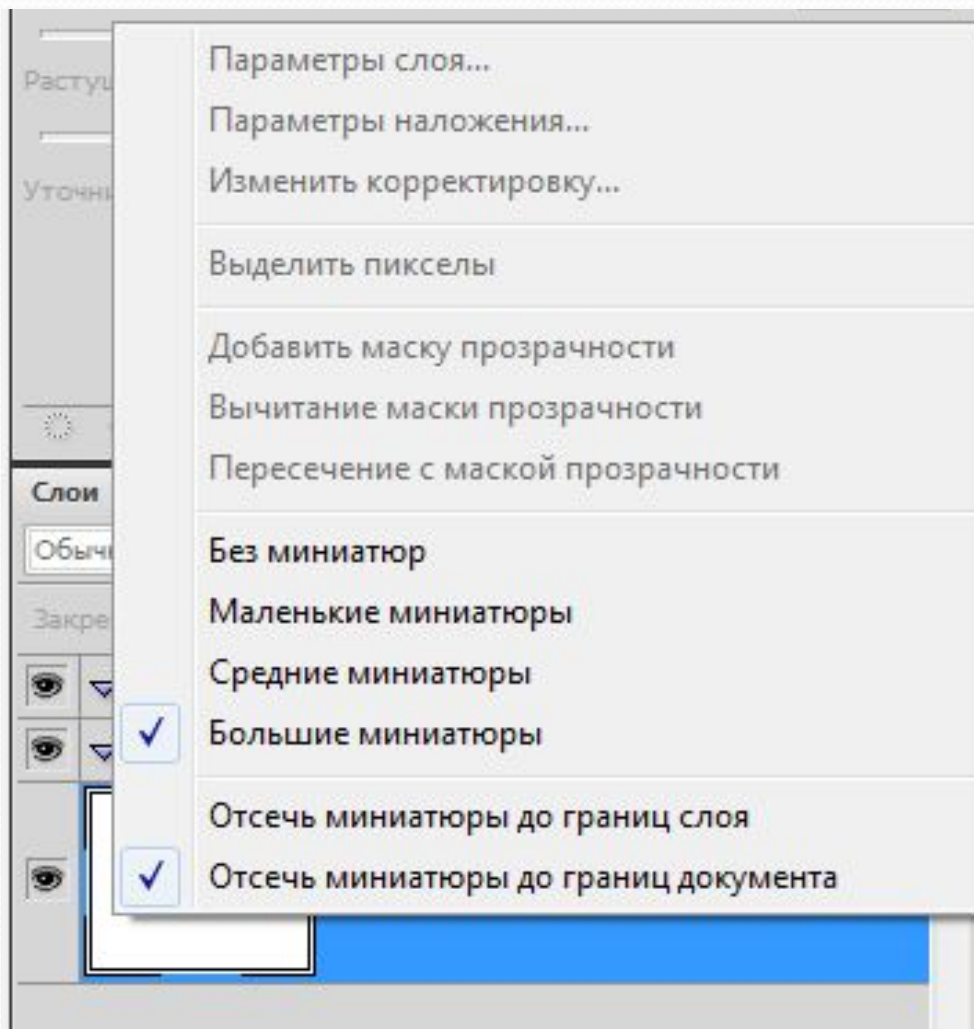 Параметры слоя...
Параметры наложения...
Изменить корректировку...
Выделить пикселы
Добавить маску прозрачности
Вычитание маски прозрачности
Пересечение с маской прозрачности
Слои
Без миниатюр
Маленькие миниатюры
Средние миниатюры
Большие миниатюры
Отсечь миниатюры до границ слоя
Отсечь миниатюры до границ документа